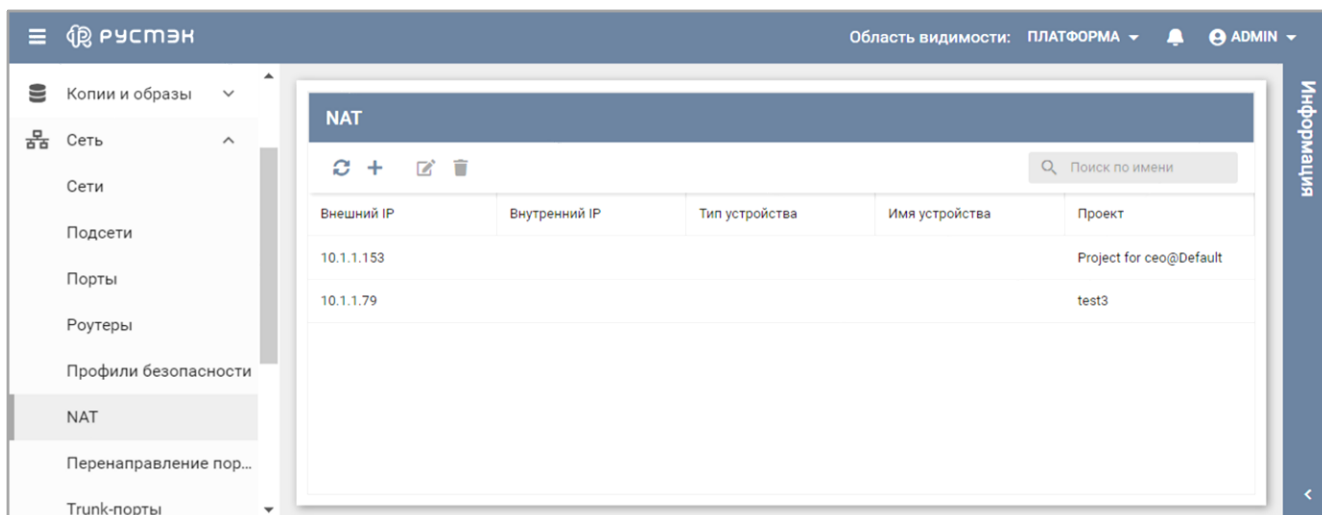 РУСТЭК
Область видимости: ПЛАТФОРМА ADMIN
Копии и образы
Сеть
Сети
Подсети
Порты
Роутеры
Профили безопасности
NAT
Перенаправление пор...
Trunk-порты
NAT
Поиск по имени
Внешний IP Внутренний IP Тип устройства Имя устройства Проект
10.1.1.153 Project for ceo@Default
10.1.1.79 test3
Информация